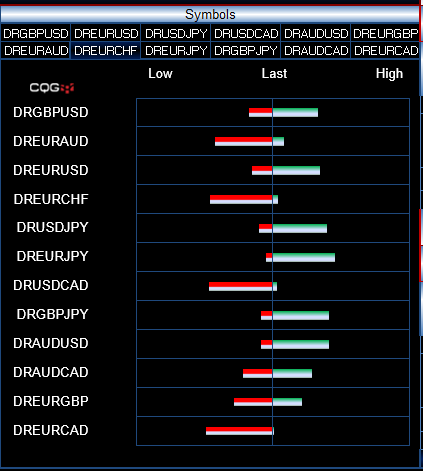 Symbols
DRGBPUSD DREURUSD DRUSDJPY DRUSDCAD DRAUDUSD DREURGBP
DREURAUD DREURCHF DREURJPY DRGBPJPY DRAUDCAD DREURCAD
Low Last High
CQG
DRGBPUSD
DREURAUD
DREURUSD
DREURCHF
DRUSDJPY
DREURJPY
DRUSDCAD
DRGBPJPY
DRAUDUSD
DRAUDCAD
DREURGBP
DREURCAD